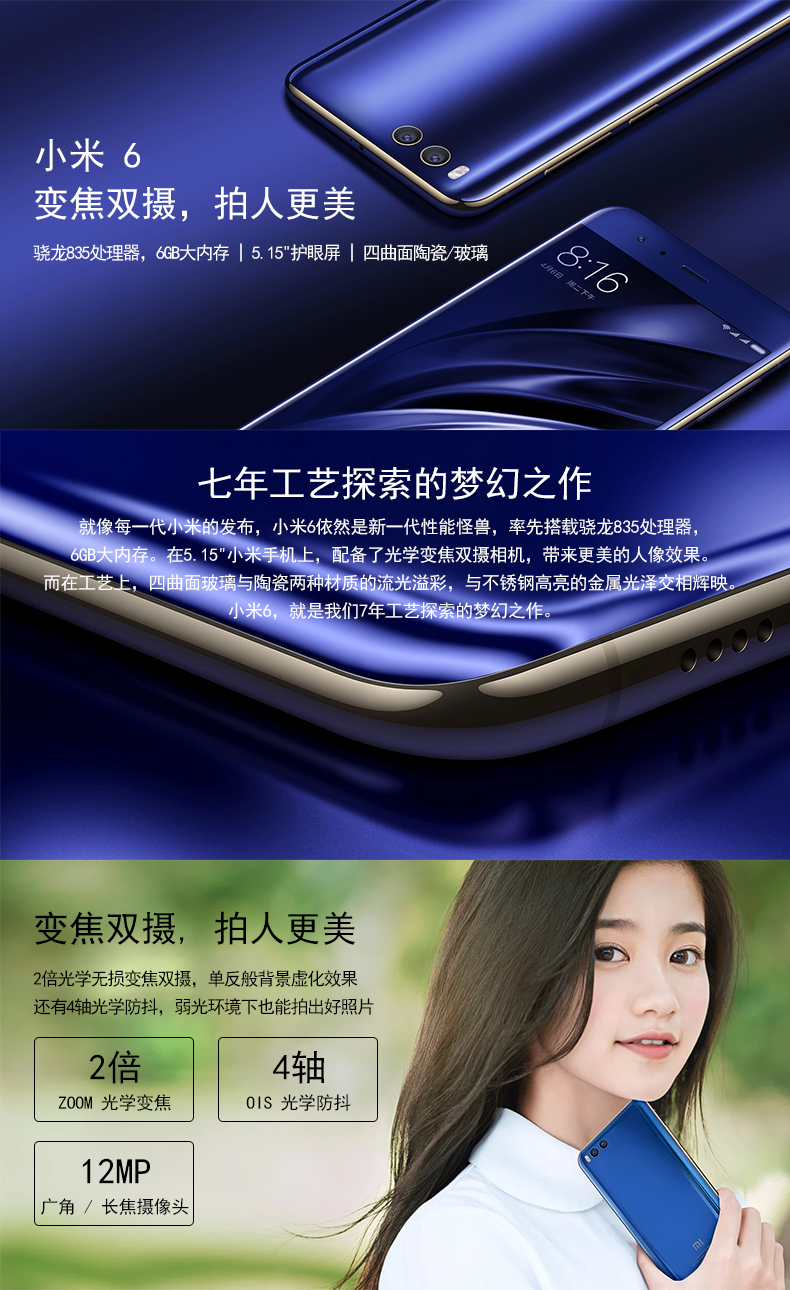 小米 6
变焦双摄，拍人更美
骁龙835处理器，6GB大内存 | 5.15"护眼屏 | 四曲面陶瓷/玻璃
8:16
4月6日 周二下午
七年工艺探索的梦幻之作
就像每一代小米的发布，小米6依然是新一代性能怪兽，率先搭载骁龙835处理器，
6GB大内存。在5.15"小米手机上，配备了光学变焦双摄相机，带来更美的人像效果。
而在工艺上，四曲面玻璃与陶瓷两种材质的流光溢彩，与不锈钢高亮的金属光泽交相辉映。
小米6，就是我们7年工艺探索的梦幻之作。
变焦双摄，拍人更美
2倍光学无损变焦双摄，单反般背景虚化效果
还有4轴光学防抖，弱光环境下也能拍出好照片
2倍
ZOOM 光学变焦
4轴
OIS 光学防抖
12MP
广角 / 长焦摄像头
mi